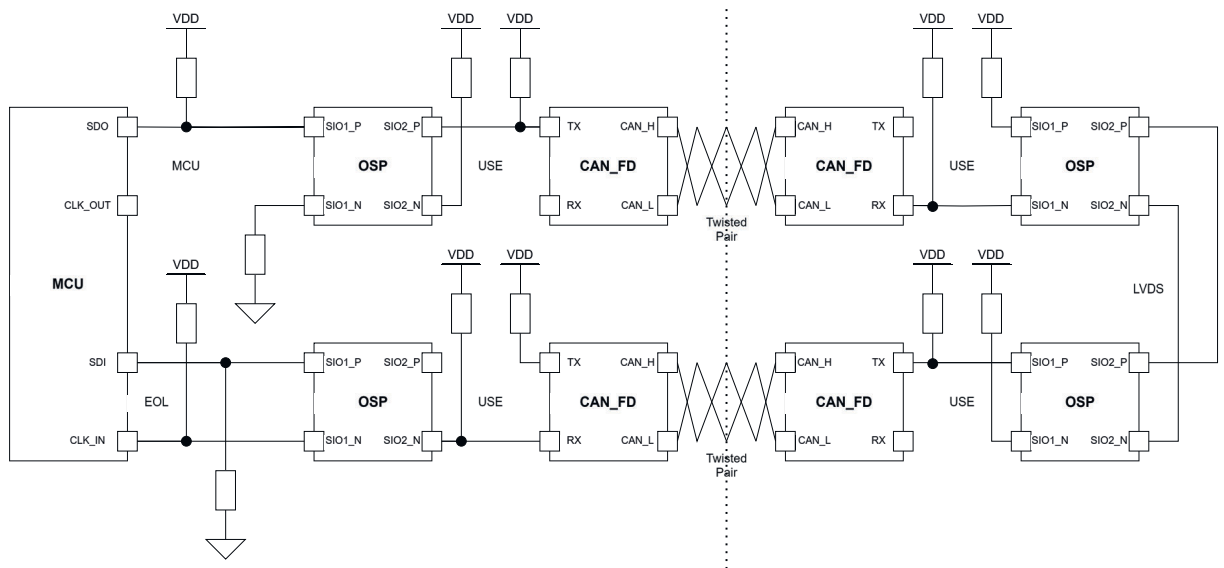 VDD VDD VDD VDD VDD
SDO SIO1_P SIO2_P TX CAN_H CAN_H TX SIO1_P SIO2_P
MCU OSP USE CAN_FD CAN_FD USE OSP
CLK_OUT SIO1_N SIO2_N RX CAN_L CAN_L RX SIO1_N SIO2_N
Twisted
Pair
VDD VDD VDD VDD VDD
MCU LVDS
SDI SIO1_P SIO2_P TX CAN_H CAN_H TX SIO1_P SIO2_P
EOL OSP USE CAN_FD CAN_FD USE OSP
CLK_IN SIO1_N SIO2_N RX CAN_L CAN_L RX SIO1_N SIO2_N
Twisted
Pair